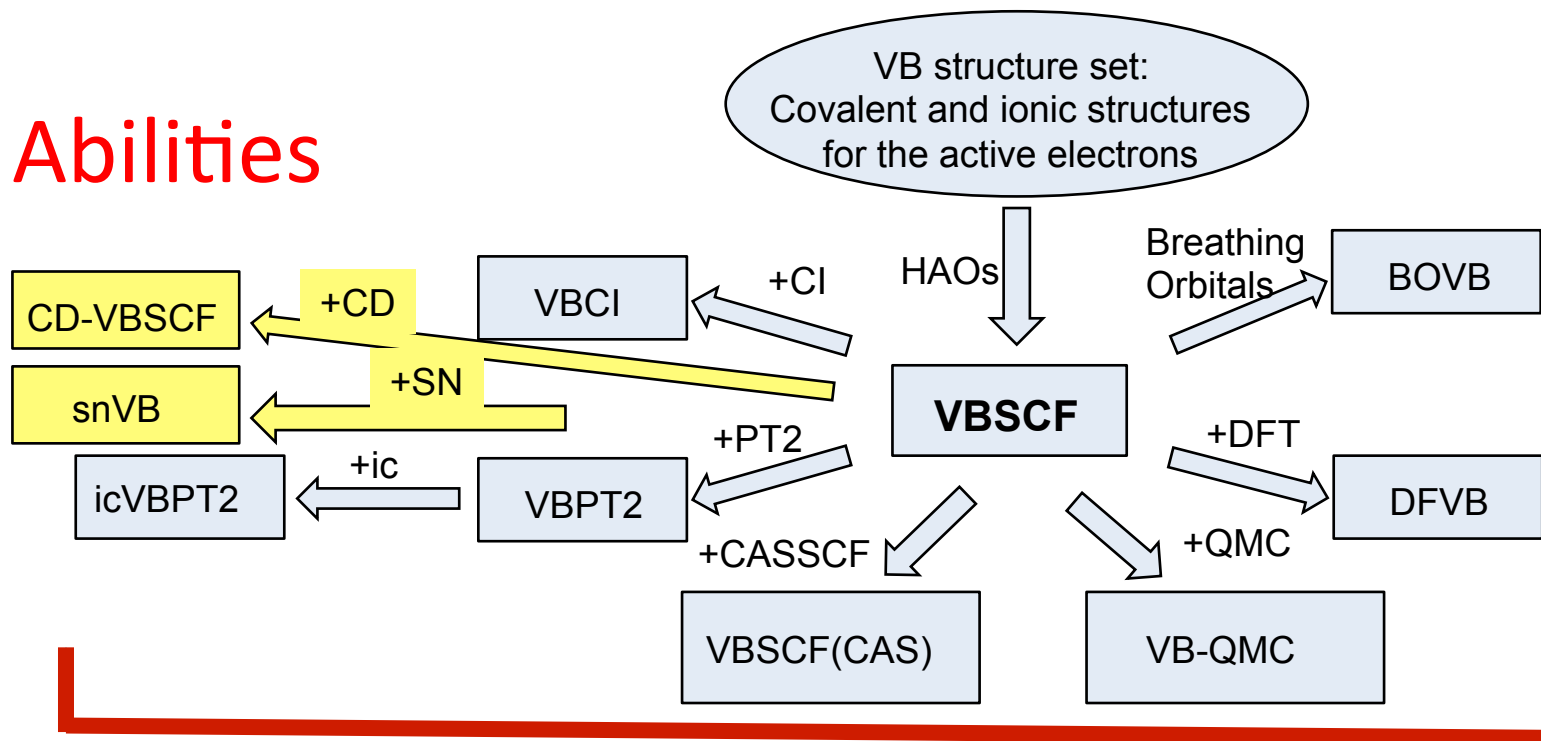 Abilities
VB structure set:
Covalent and ionic structures
for the active electrons
HAOs
Breathing
Orbitals
BOVB
+CI
VBCI
+CD
CD-VBSCF
+SN
snVB
VBSCF
+PT2
VBPT2
+ic
icVBPT2
+DFT
DFVB
+CASSCF
VBSCF(CAS)
+QMC
VB-QMC